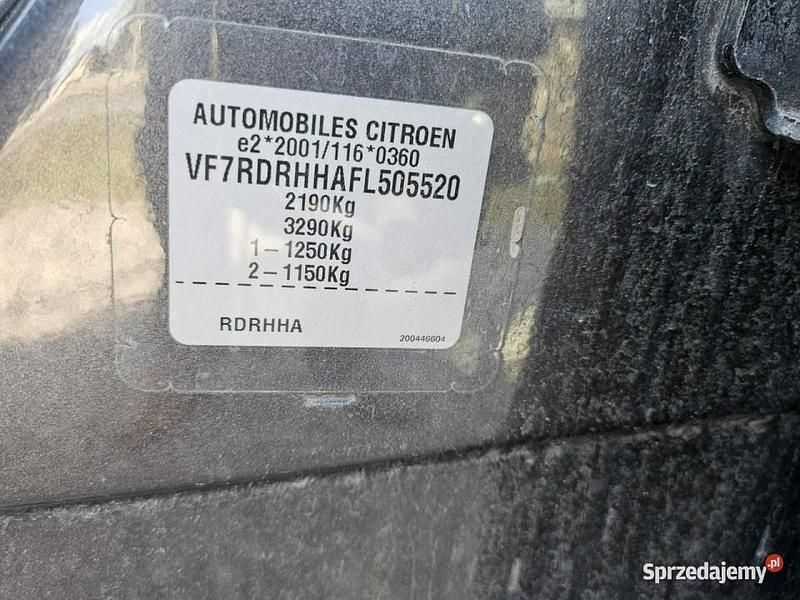 AUTOMOBILES CITROEN
e2*2001/116*0360
VF7RDRHHAFL505520
2190Kg
3290Kg
1-1250Kg
2-1150Kg
RDRHHA
200446604
Sprzedajemy.pl